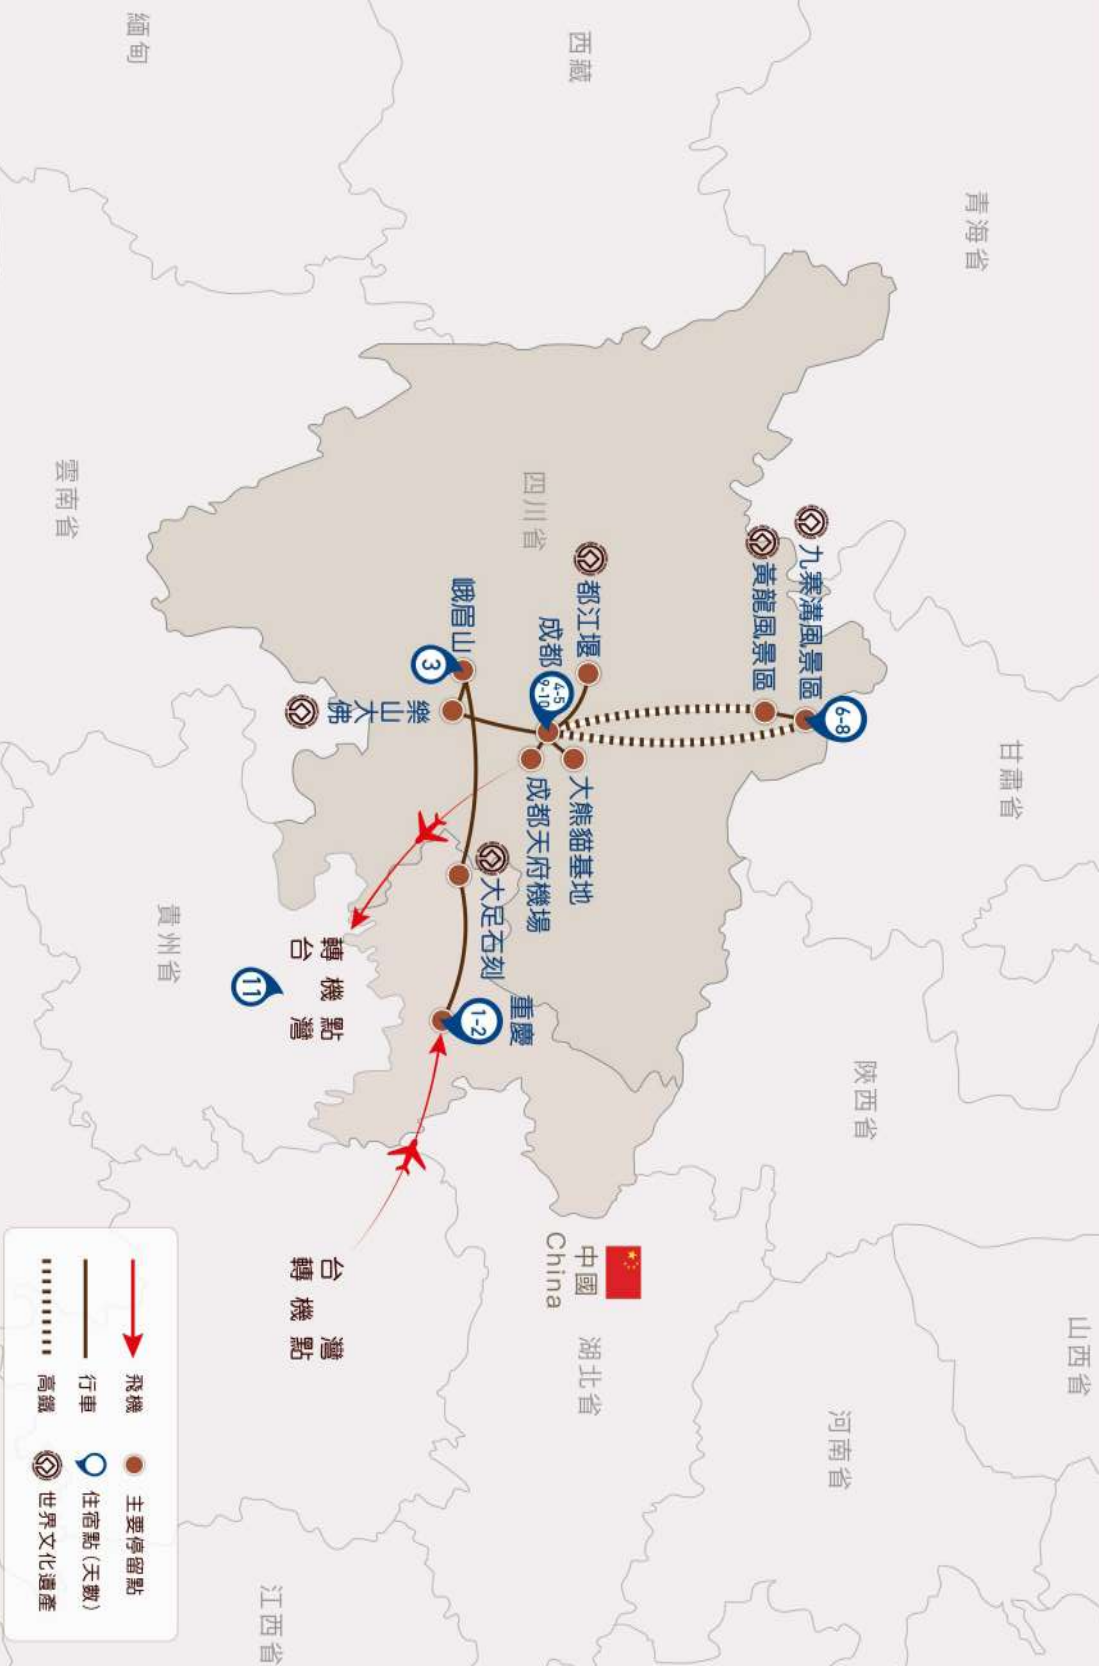 青海省
甘肅省
山西省
陝西省
河南省
九寨溝風景區
6-8
黃龍風景區
西藏
四川省
都江堰
成都
4-5
9-10
大熊貓基地
成都天府機場
中國
China
湖北省
峨眉山
3
樂山大佛
大足石刻
重慶
1-2
轉機點
台灣
11
台灣
轉機點
緬甸
雲南省
貴州省
江西省
飛機
行車
高鐵
主要停留點
住宿點(天數)
世界文化遺產